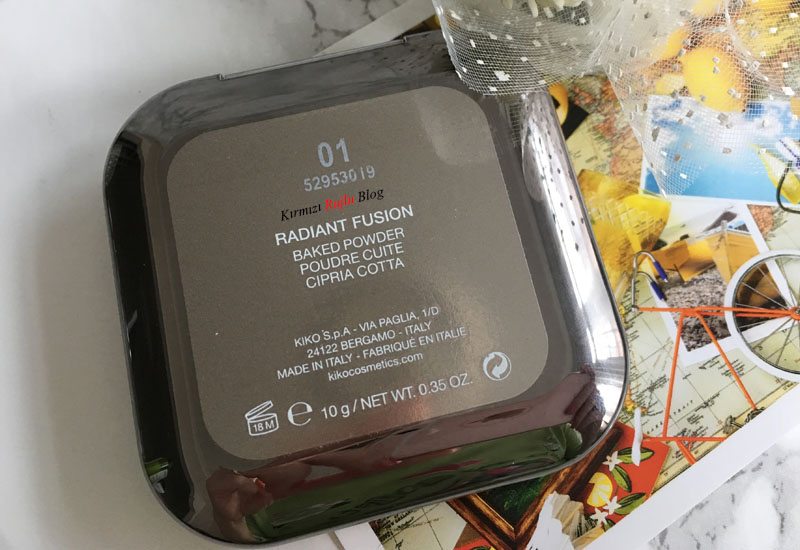 01
52953019
Kırmızı Rujlu Blog
RADIANT FUSION
BAKED POWDER
POUDRE CUITE
CIPRIA COTTA
KIKO S.p.A - VIA PAGLIA, 1/D
24122 BERGAMO - ITALY
MADE IN ITALY - FABRIQUÉ EN ITALIE
kikocosmetics.com
18 M e 10 g / NET WT. 0.35 OZ.